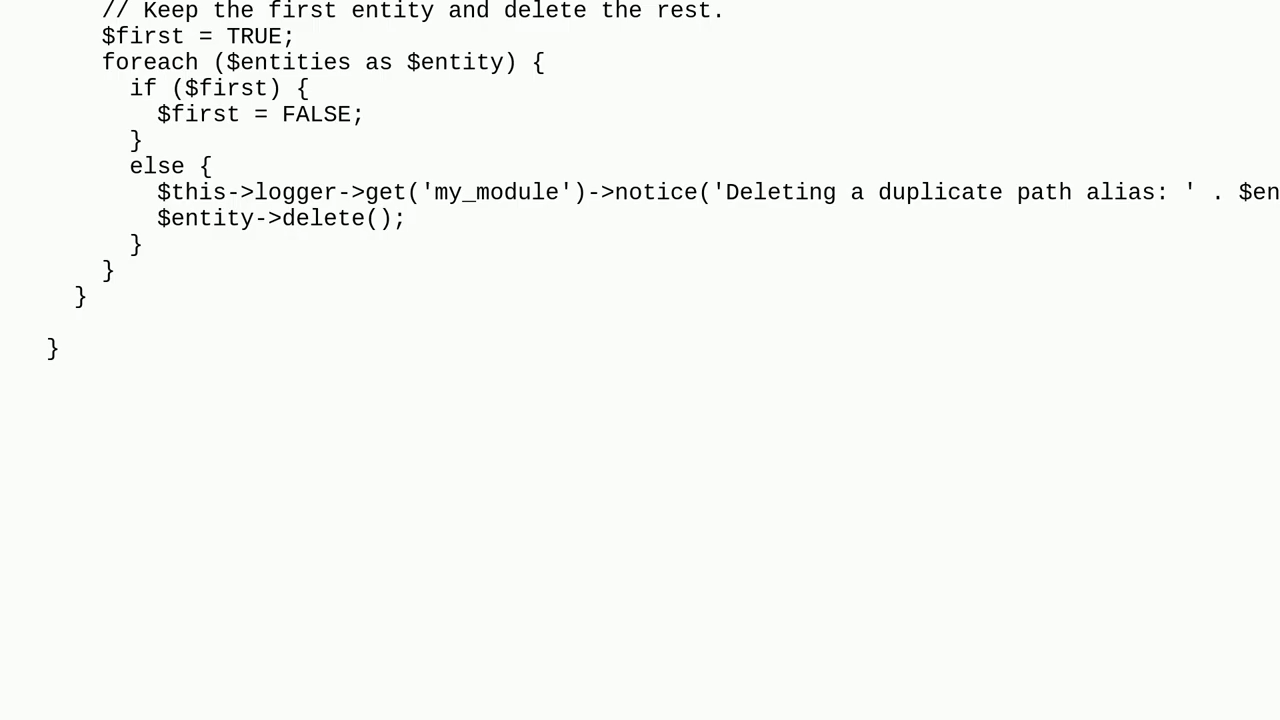 // Keep the first entity and delete the rest.
$first = TRUE;
foreach ($entities as $entity) {
if ($first) {
$first = FALSE;
}
else {
$this->logger->get('my_module')->notice('Deleting a duplicate path alias: ' . $en
$entity->delete();
}
}
}
}